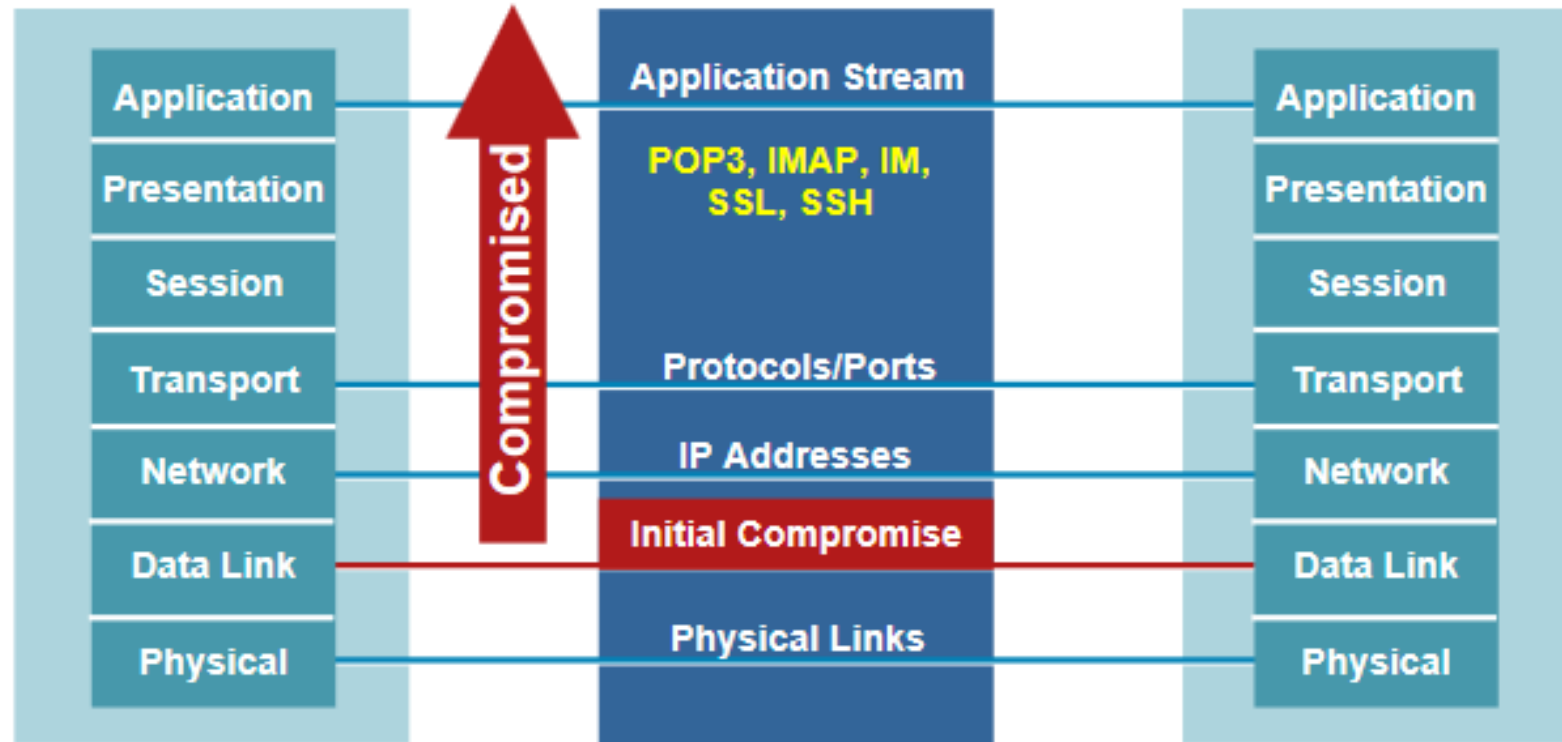 Application
Presentation
Session
Transport
Network
Data Link
Physical
Compromised
Application Stream
POP3, IMAP, IM,
SSL, SSH
Protocols/Ports
IP Addresses
Initial Compromise
Physical Links
Application
Presentation
Session
Transport
Network
Data Link
Physical